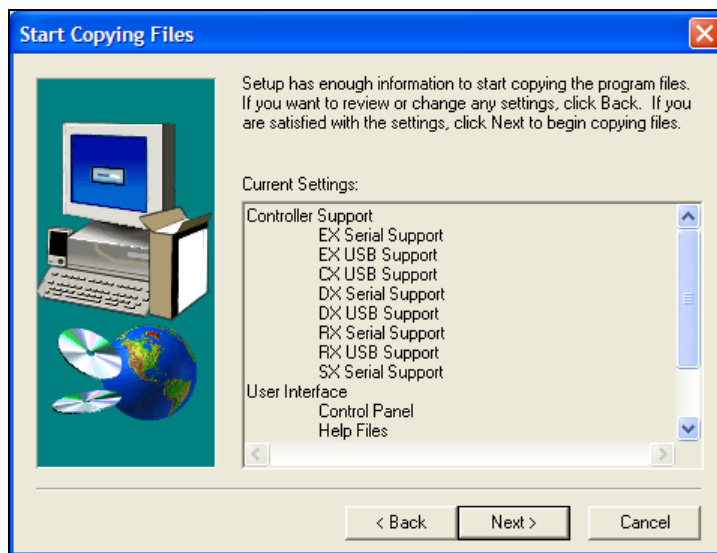 Start Copying Files
Setup has enough information to start copying the program files.
If you want to review or change any settings, click Back.  If you
are satisfied with the settings, click Next to begin copying files.
Current Settings:
Controller Support
EX Serial Support
EX USB Support
CX USB Support
DX Serial Support
DX USB Support
RX Serial Support
RX USB Support
SX Serial Support
User Interface
Control Panel
Help Files
< Back
Next >
Cancel